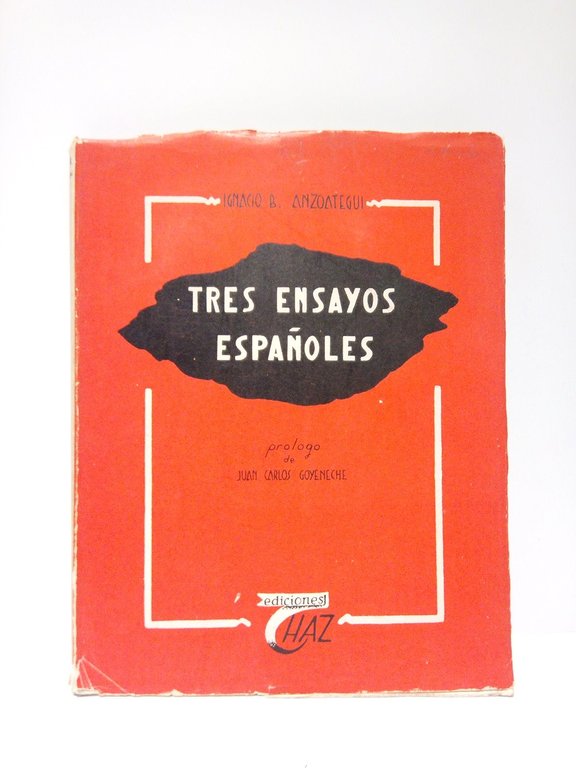 IGNACIO B. ANZOATEGUI
TRES ENSAYOS
ESPAÑOLES
prologo
de
JUAN CARLOS GOYENECHE
ediciones
HAZ